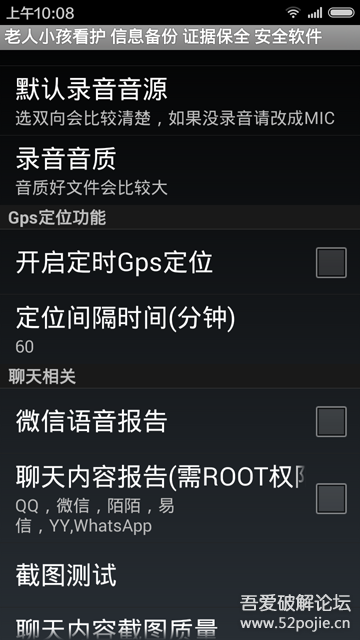 上午10:08
老人小孩看护 信息备份 证据保全 安全软件
默认录音音源
选双向会比较清楚，如果没录音请改成MIC
录音音质
音质好文件会比较大
Gps定位功能
开启定时Gps定位
定位间隔时间(分钟)
60
聊天相关
微信语音报告
聊天内容报告(需ROOT权
QQ，微信，陌陌，易
信，YY,WhatsApp
截图测试
聊天内容截图质量
吾爱破解论坛
www.52pojie.cn